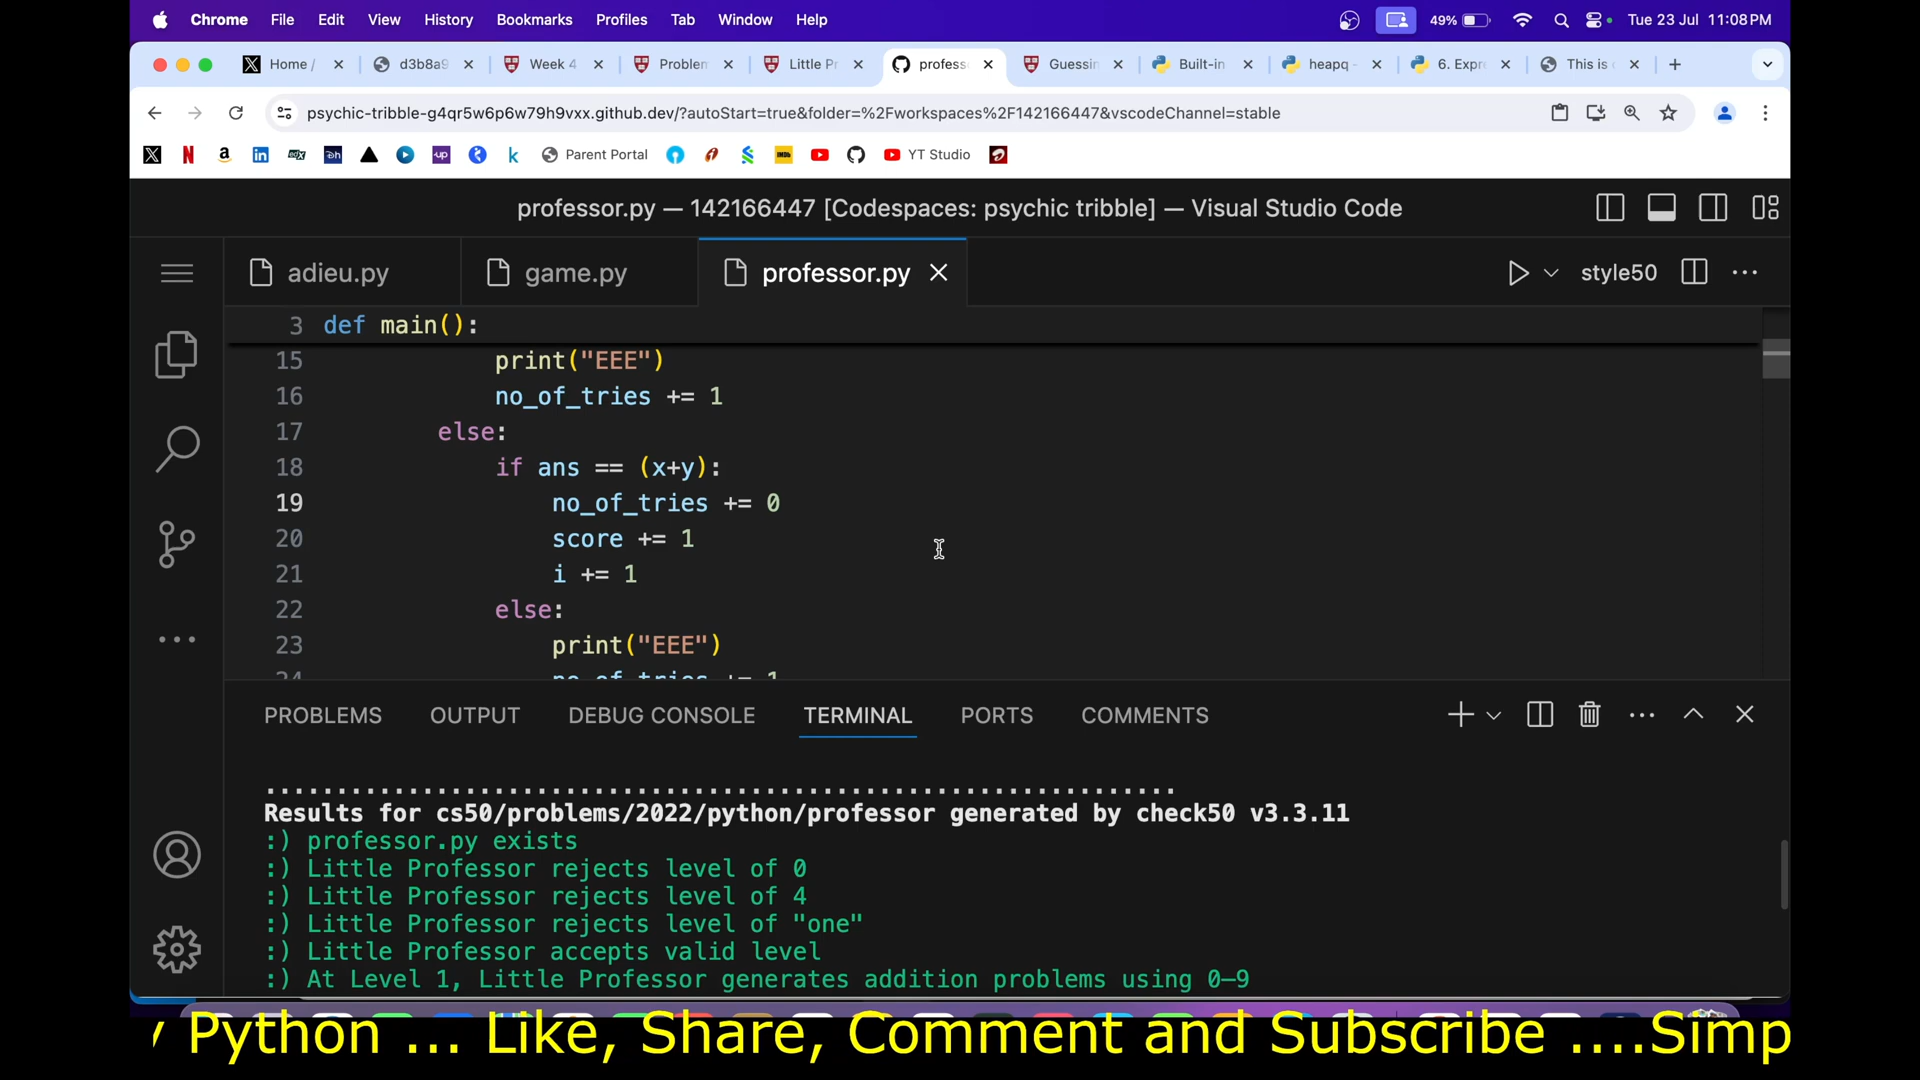 Chrome File Edit View History Bookmarks Profiles Tab Window Help 49% Tue 23 Jul 11:08 PM
Home / d3b8a9 Week 4 Problem Little Pr profess Guessin Built-in heapq - 6. Expre This is
psychic-tribble-g4qr5w6p6w79h9vxx.github.dev/?autoStart=true&folder=%2Fworkspaces%2F142166447&vscodeChannel=stable
Parent Portal YT Studio
professor.py — 142166447 [Codespaces: psychic tribble] — Visual Studio Code
adieu.py game.py professor.py style50
3 def main():
15 print("EEE")
16 no_of_tries += 1
17 else:
18 if ans == (x+y):
19 no_of_tries += 0
20 score += 1
21 i += 1
22 else:
23 print("EEE")
24 no_of_tries += 1
PROBLEMS OUTPUT DEBUG CONSOLE TERMINAL PORTS COMMENTS
................................................................
Results for cs50/problems/2022/python/professor generated by check50 v3.3.11
:) professor.py exists
:) Little Professor rejects level of 0
:) Little Professor rejects level of 4
:) Little Professor rejects level of "one"
:) Little Professor accepts valid level
:) At Level 1, Little Professor generates addition problems using 0–9
y Python ... Like, Share, Comment and Subscribe ....Simp